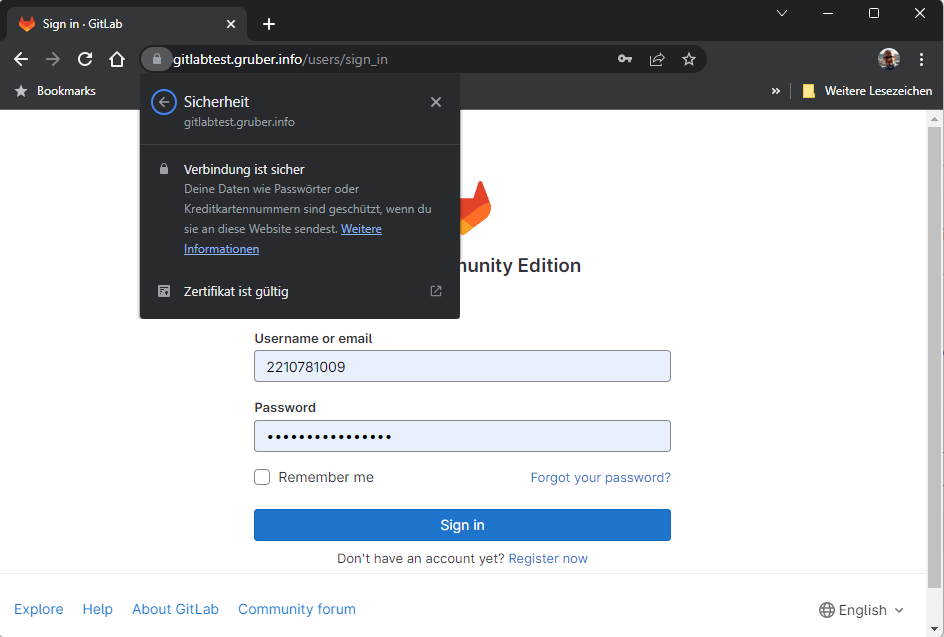 Sign in · GitLab
gitlabtest.gruber.info/users/sign_in
Bookmarks
» Weitere Lesezeichen
Sicherheit
gitlabtest.gruber.info
Verbindung ist sicher
Deine Daten wie Passwörter oder
Kreditkartennummern sind geschützt, wenn du
sie an diese Website sendest. Weitere
Informationen
Zertifikat ist gültig
Edition
Username or email
2210781009
Password
••••••••••••••••
Remember me
Forgot your password?
Sign in
Don't have an account yet? Register now
Explore
Help
About GitLab
Community forum
English